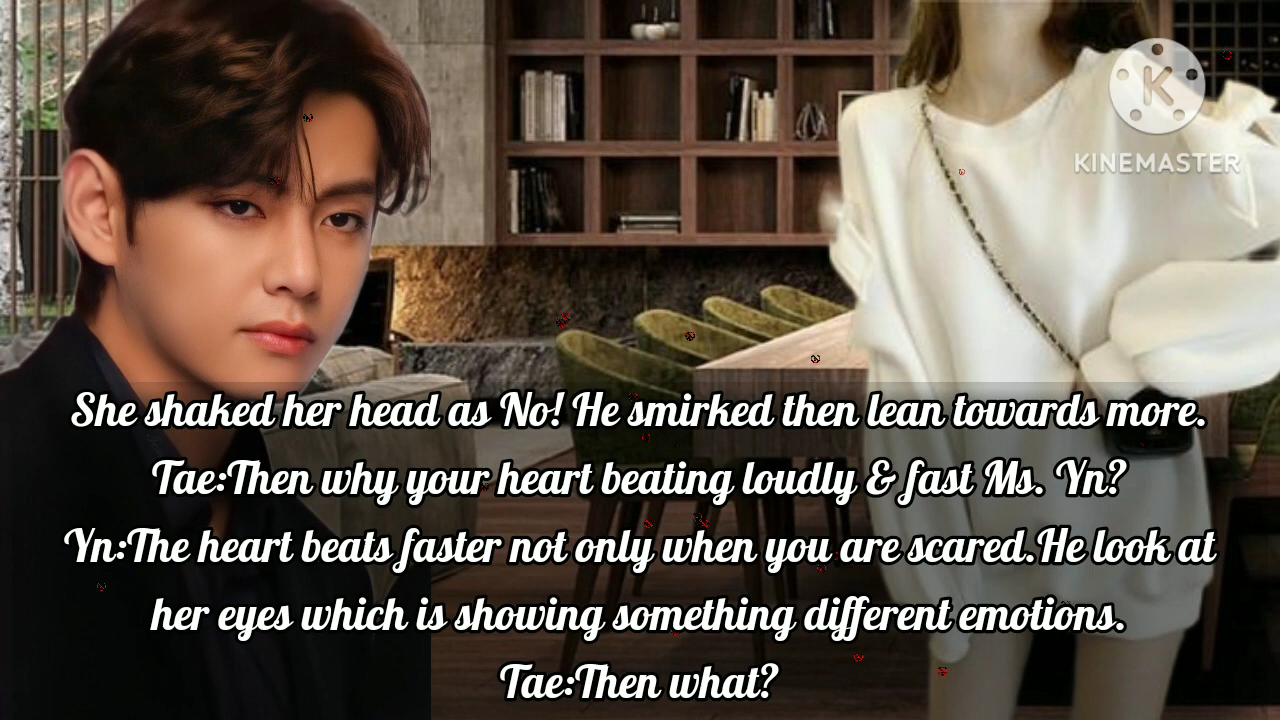 K
KINEMASTER
She shaked her head as No! He smirked then lean towards more.
Tae:Then why your heart beating loudly & fast Ms. Yn?
Yn:The heart beats faster not only when you are scared.He look at
her eyes which is showing something different emotions.
Tae:Then what?